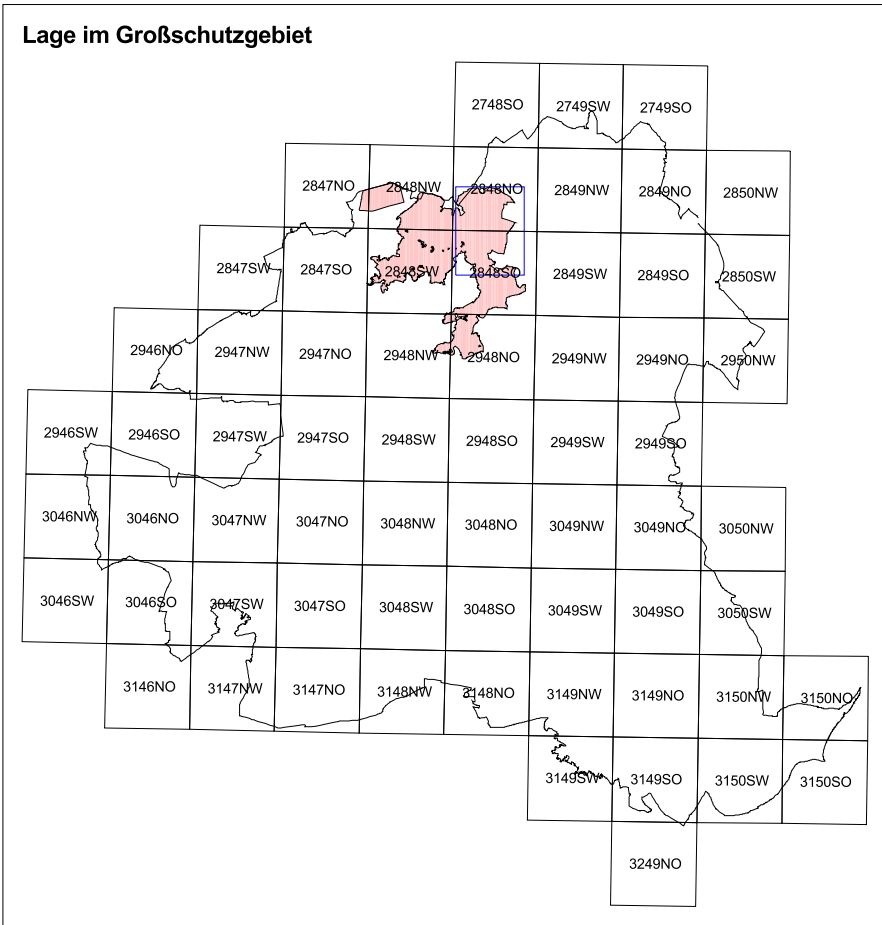 Lage im Großschutzgebiet
2748SO 2749SW 2749SO
2847NO 2848NW 2848NO 2849NW 2849NO 2850NW
2847SW 2847SO 2848SW 2848SO 2849SW 2849SO 2850SW
2946NO 2947NW 2947NO 2948NW 2948NO 2949NW 2949NO 2950NW
2946SW 2946SO 2947SW 2947SO 2948SW 2948SO 2949SW 2949SO
3046NW 3046NO 3047NW 3047NO 3048NW 3048NO 3049NW 3049NO 3050NW
3046SW 3046SO 3047SW 3047SO 3048SW 3048SO 3049SW 3049SO 3050SW
3146NO 3147NW 3147NO 3148NW 3148NO 3149NW 3149NO 3150NW 3150NO
3149SW 3149SO 3150SW 3150SO
3249NO